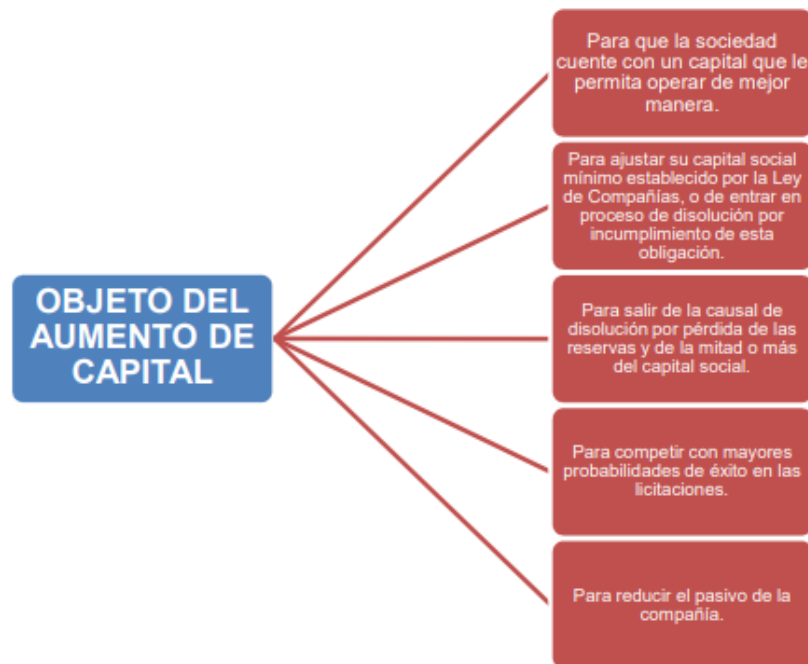 OBJETO DEL
AUMENTO DE
CAPITAL
Para que la sociedad
cuente con un capital que le
permita operar de mejor
manera.
Para ajustar su capital social
mínimo establecido por la Ley
de Compañías, o de entrar en
proceso de disolución por
incumplimiento de esta
obligación.
Para salir de la causal de
disolución por pérdida de las
reservas y de la mitad o más
del capital social.
Para competir con mayores
probabilidades de éxito en las
licitaciones.
Para reducir el pasivo de la
compañía.